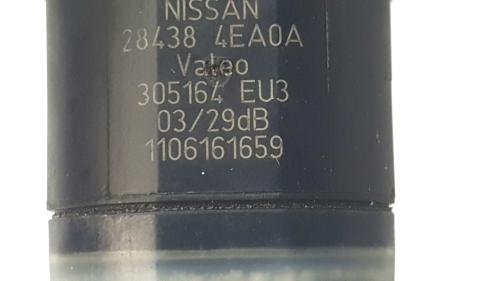 NISSAN
28438 4EA0A
Valeo
305164 EU3
03/29dB
1106161659